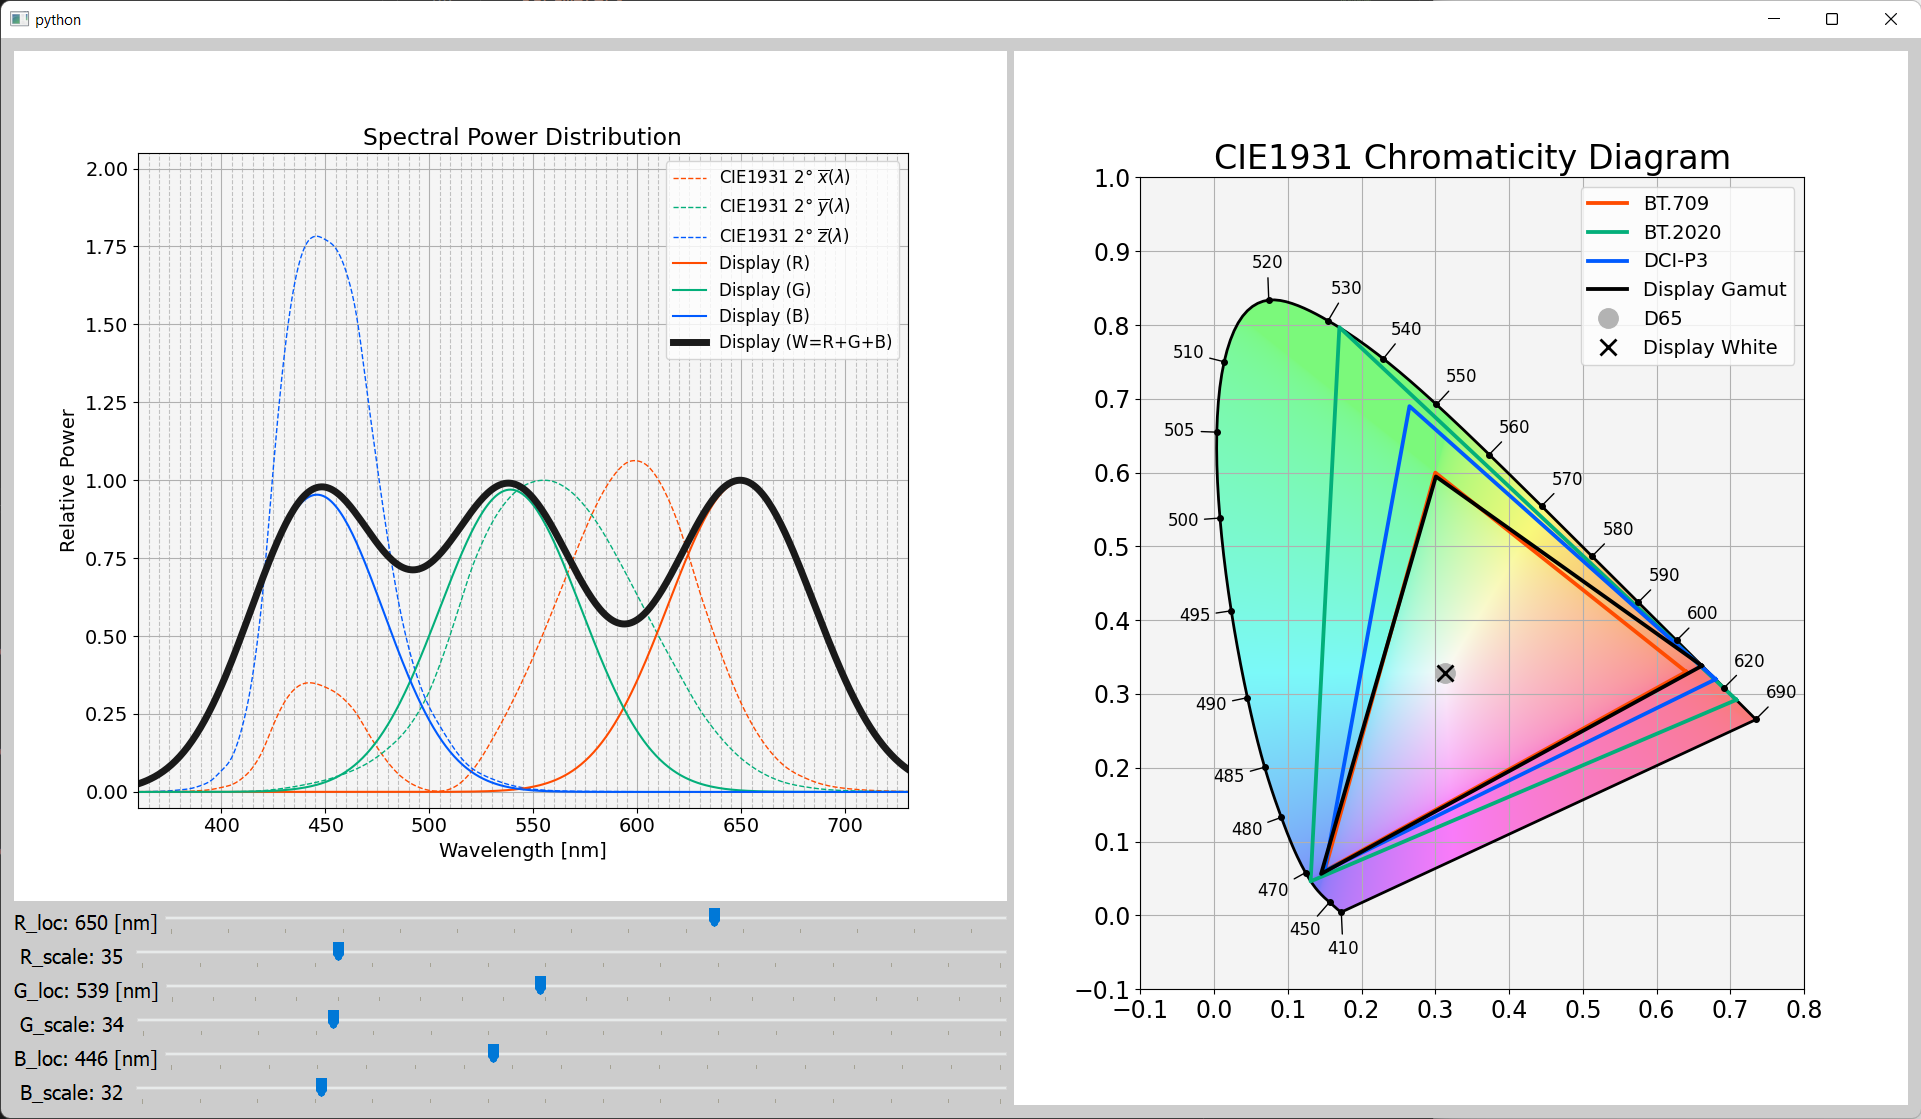 python
Spectral Power Distribution
2.00
1.75
1.50
1.25
1.00
0.75
0.50
0.25
0.00
Relative Power
400 450 500 550 600 650 700
Wavelength [nm]
CIE1931 2° x̅(λ)
CIE1931 2° y̅(λ)
CIE1931 2° z̅(λ)
Display (R)
Display (G)
Display (B)
Display (W=R+G+B)
R_loc: 650 [nm]
R_scale: 35
G_loc: 539 [nm]
G_scale: 34
B_loc: 446 [nm]
B_scale: 32
CIE1931 Chromaticity Diagram
1.0
0.9
0.8
0.7
0.6
0.5
0.4
0.3
0.2
0.1
0.0
−0.1
−0.1 0.0 0.1 0.2 0.3 0.4 0.5 0.6 0.7 0.8
BT.709
BT.2020
DCI-P3
Display Gamut
D65
Display White
520
530
540
550
560
570
580
590
600
620
690
510
505
500
495
490
485
480
470
450
410